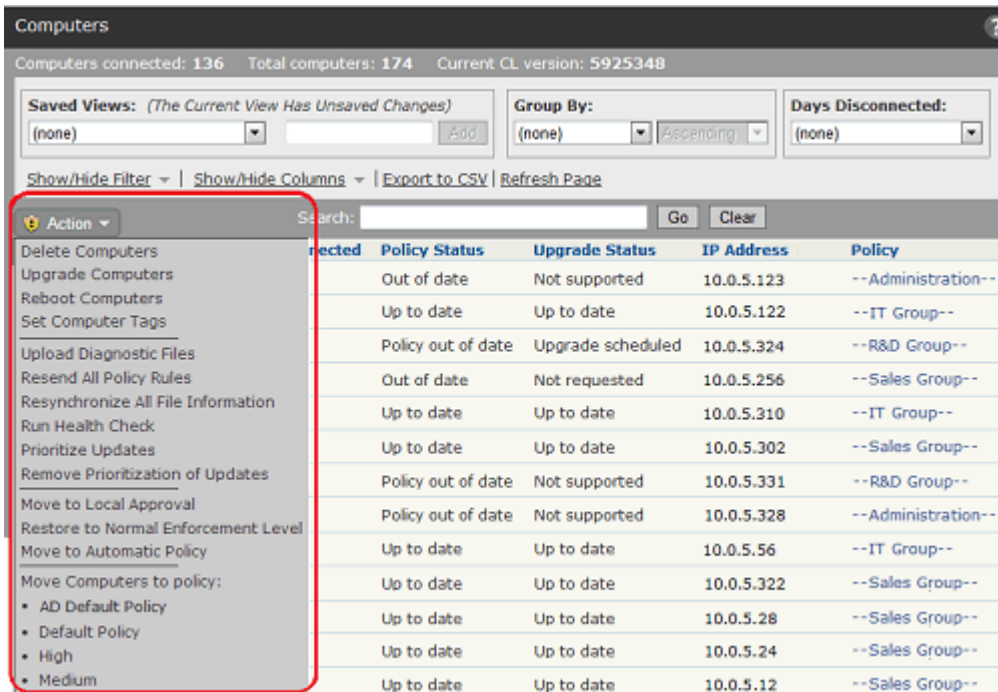 Computers
?
Computers connected: 136 Total computers: 174 Current CL version: 5925348
Saved Views: (The Current View Has Unsaved Changes)
(none)
Add
Group By:
(none)
Ascending
Days Disconnected:
(none)
Show/Hide Filter | Show/Hide Columns | Export to CSV | Refresh Page
Action
Search:
Go
Clear
Delete Computers
Upgrade Computers
Reboot Computers
Set Computer Tags
Upload Diagnostic Files
Resend All Policy Rules
Resynchronize All File Information
Run Health Check
Prioritize Updates
Remove Prioritization of Updates
Move to Local Approval
Restore to Normal Enforcement Level
Move to Automatic Policy
Move Computers to policy:
• AD Default Policy
• Default Policy
• High
• Medium
nected Policy Status Upgrade Status IP Address Policy
Out of date Not supported 10.0.5.123 --Administration--
Up to date Up to date 10.0.5.122 --IT Group--
Policy out of date Upgrade scheduled 10.0.5.324 --R&D Group--
Out of date Not requested 10.0.5.256 --Sales Group--
Up to date Up to date 10.0.5.310 --IT Group--
Up to date Up to date 10.0.5.302 --Sales Group--
Policy out of date Not supported 10.0.5.331 --R&D Group--
Policy out of date Not supported 10.0.5.328 --Administration--
Up to date Up to date 10.0.5.56 --IT Group--
Up to date Up to date 10.0.5.322 --Sales Group--
Up to date Up to date 10.0.5.28 --Sales Group--
Up to date Up to date 10.0.5.24 --Sales Group--
Up to date Up to date 10.0.5.12 --Sales Group--